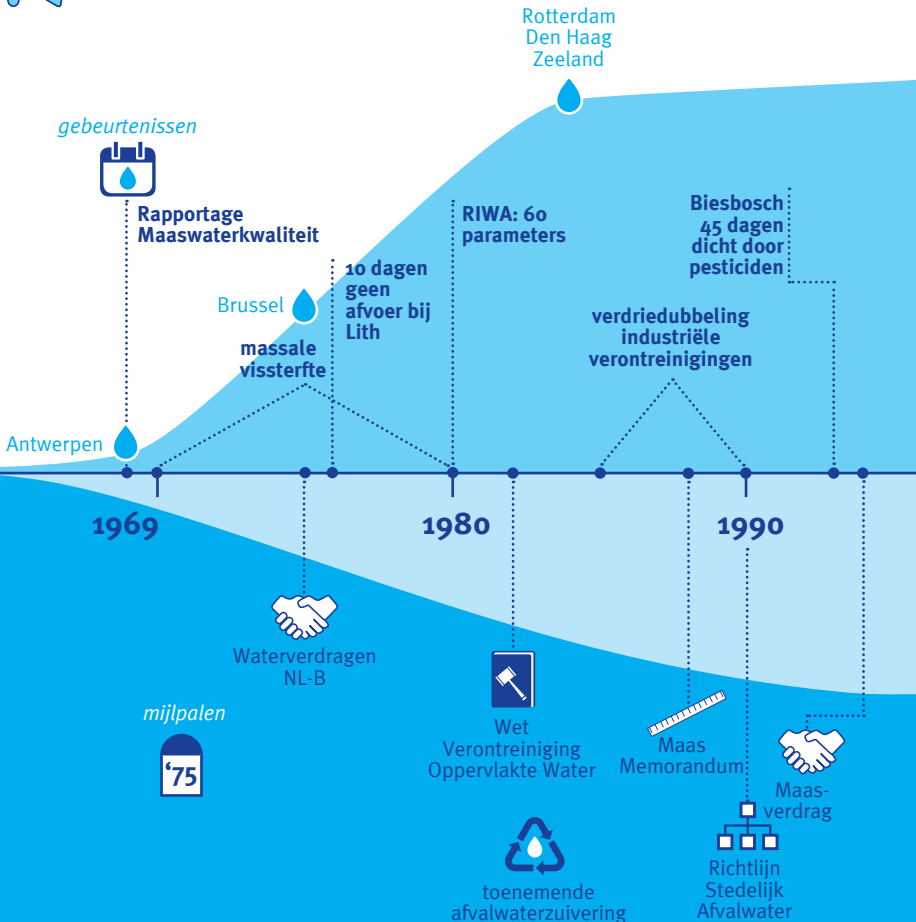 Rotterdam
Den Haag
Zeeland
gebeurtenissen
Rapportage
Maaswaterkwaliteit
RIWA: 60
parameters
Biesbosch
45 dagen
dicht door
pesticiden
10 dagen
geen
afvoer bij
Lith
Brussel
massale
vissterfte
verdriedubbeling
industriële
verontreinigingen
Antwerpen
1969
1980
1990
Waterverdragen
NL-B
mijlpalen
‘75
Wet
Verontreiniging
Oppervlakte Water
Maas
Memorandum
Maas-
verdrag
toenemende
afvalwaterzuivering
Richtlijn
Stedelijk
Afvalwater